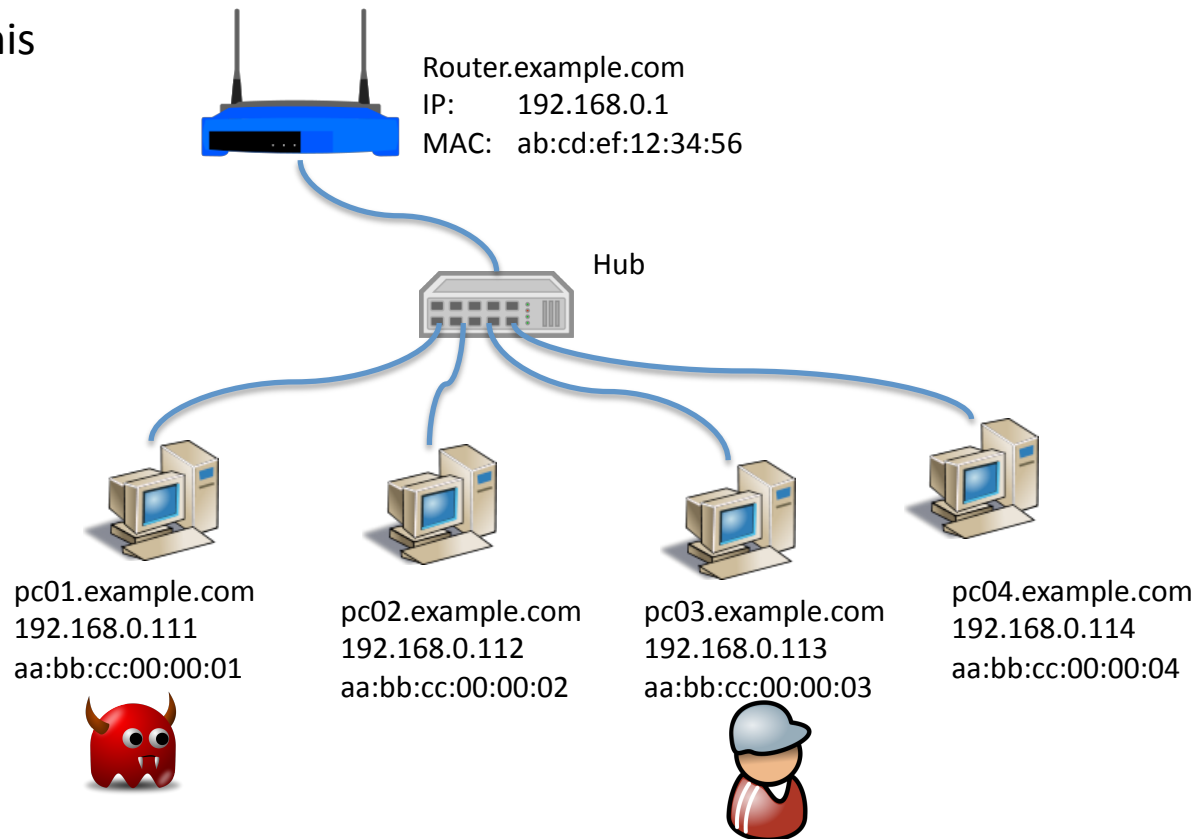 Router.example.com
IP: 192.168.0.1
MAC: ab:cd:ef:12:34:56
Hub
pc01.example.com
192.168.0.111
aa:bb:cc:00:00:01
pc02.example.com
192.168.0.112
aa:bb:cc:00:00:02
pc03.example.com
192.168.0.113
aa:bb:cc:00:00:03
pc04.example.com
192.168.0.114
aa:bb:cc:00:00:04